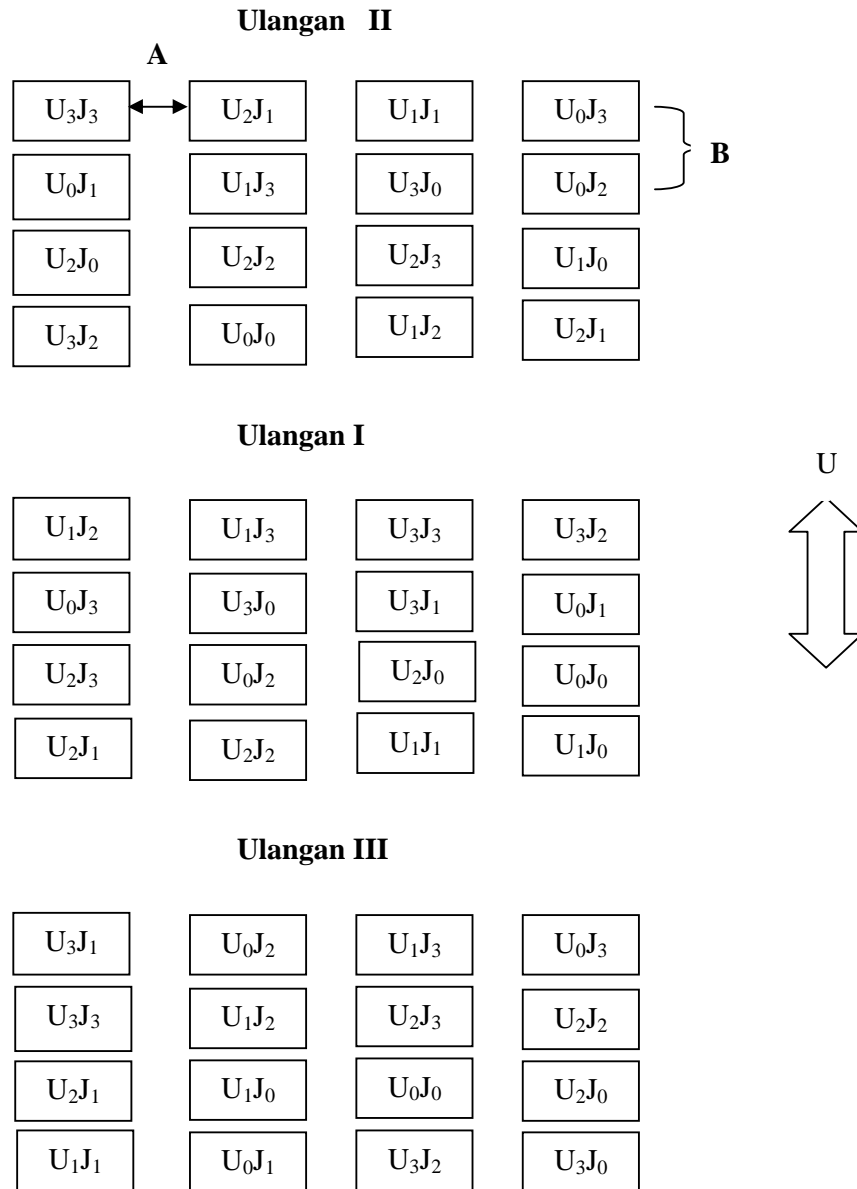 Ulangan II
A
U₃J₃ U₂J₁ U₁J₁ U₀J₃
B
U₀J₁ U₁J₃ U₃J₀ U₀J₂
U₂J₀ U₂J₂ U₂J₃ U₁J₀
U₃J₂ U₀J₀ U₁J₂ U₂J₁
Ulangan I
U
U₁J₂ U₁J₃ U₃J₃ U₃J₂
U₀J₃ U₃J₀ U₃J₁ U₀J₁
U₂J₃ U₀J₂ U₂J₀ U₀J₀
U₂J₁ U₂J₂ U₁J₁ U₁J₀
Ulangan III
U₃J₁ U₀J₂ U₁J₃ U₀J₃
U₃J₃ U₁J₂ U₂J₃ U₂J₂
U₂J₁ U₁J₀ U₀J₀ U₂J₀
U₁J₁ U₀J₁ U₃J₂ U₃J₀